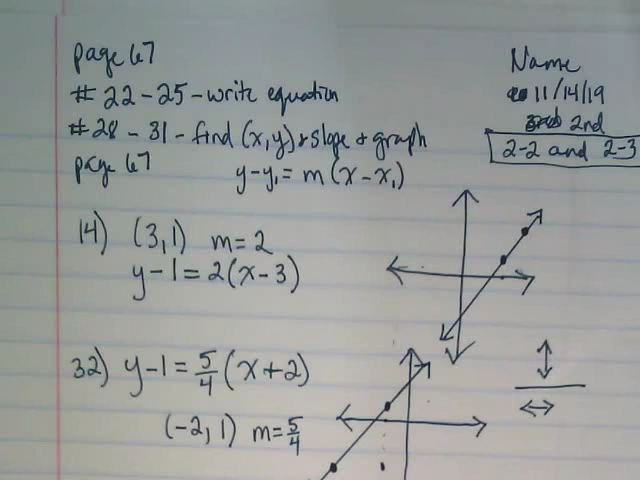 page 67
# 22-25-write equation
#28-31-find (x,y) & slope + graph
page 67
y-y₁ = m(x-x₁)
Name
11/14/19
2nd
2-2 and 2-3
14) (3,1) m=2
y-1=2(x-3)
32) y-1=5/4(x+2)
(-2,1) m=5/4